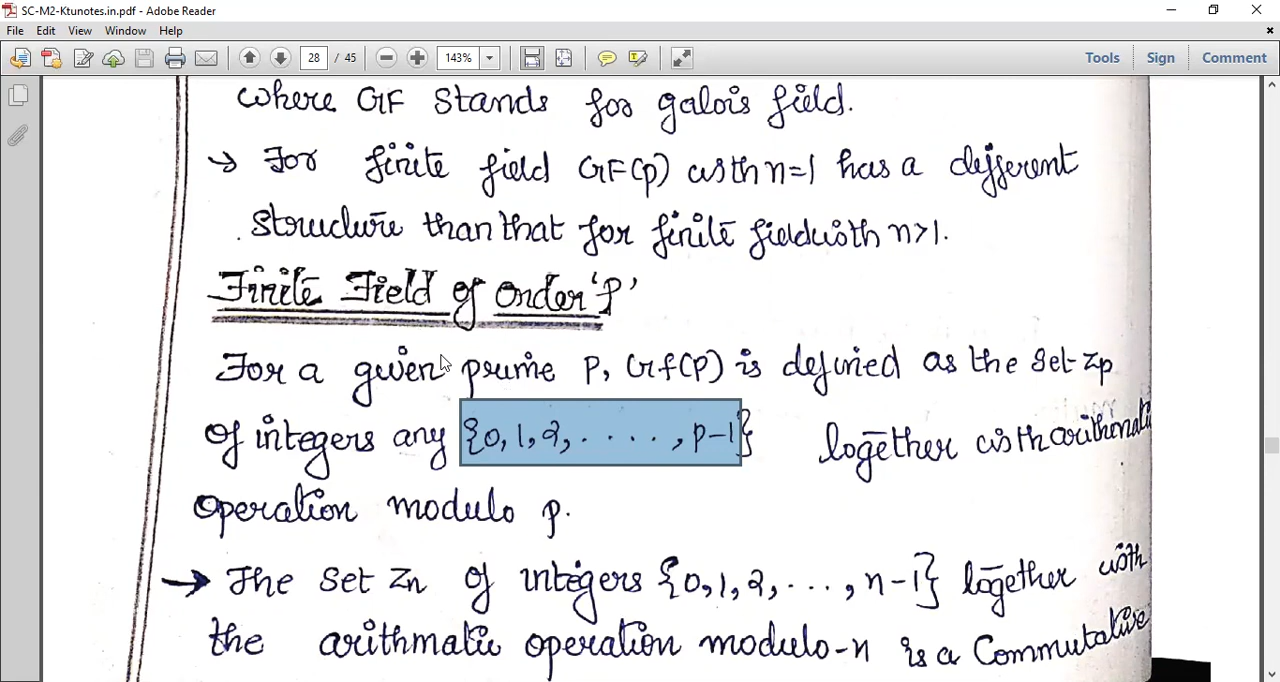 SC-M2-Ktunotes.in.pdf - Adobe Reader
File Edit View Window Help
28 / 45 143% Tools Sign Comment
where GF stands for galois field.
→ For finite field GF(p) with n=1 has a different
structure than that for finite field with n>1.
Finite Field of Order 'P'
For a given prime P, Gf(P) is defined as the set Zp
of integers any {0, 1, 2, ....., P-1} together with arithmatic
operation modulo p.
→ The set Zn of integers {0, 1, 2, ..., n-1} together with
the arithmatic operation modulo-n is a Commutative